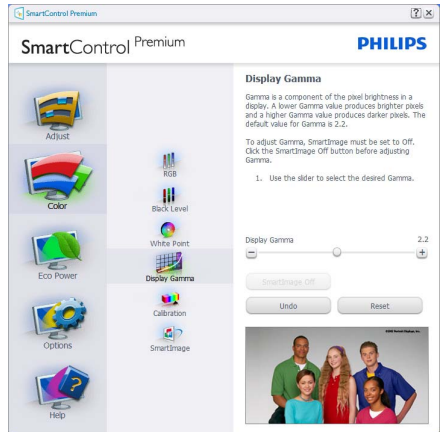 SmartControl Premium
SmartControl Premium
PHILIPS
Adjust
Color
Eco Power
Options
Help
RGB
Black Level
White Point
Display Gamma
Calibration
SmartImage
Display Gamma
Gamma is a component of the pixel brightness in a
display. A lower Gamma value produces brighter pixels
and a higher Gamma value produces darker pixels. The
default value for Gamma is 2.2.
To adjust Gamma, SmartImage must be set to Off.
Click the SmartImage Off button before adjusting
Gamma.
1. Use the slider to select the desired Gamma.
Display Gamma 2.2
SmartImage Off
Undo Reset